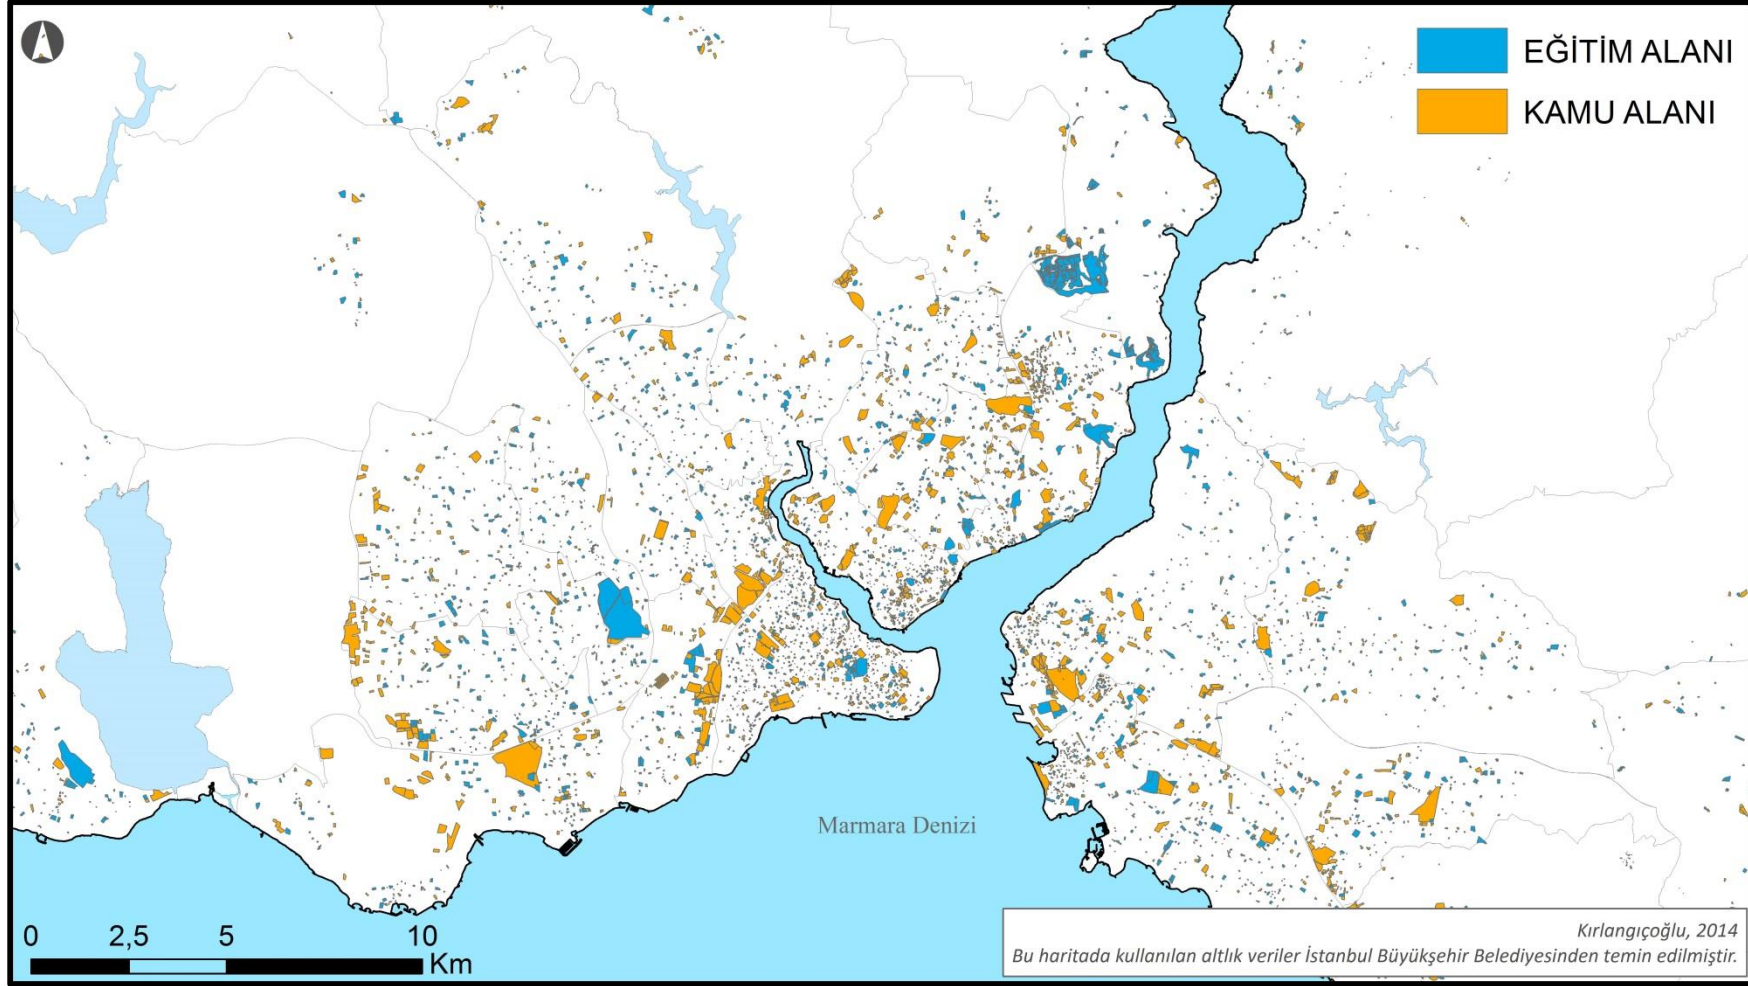 EĞİTİM ALANI
KAMU ALANI
Marmara Denizi
0 2,5 5 10
Km
Kırlangıçoğlu, 2014
Bu haritada kullanılan altlık veriler İstanbul Büyükşehir Belediyesinden temin edilmiştir.